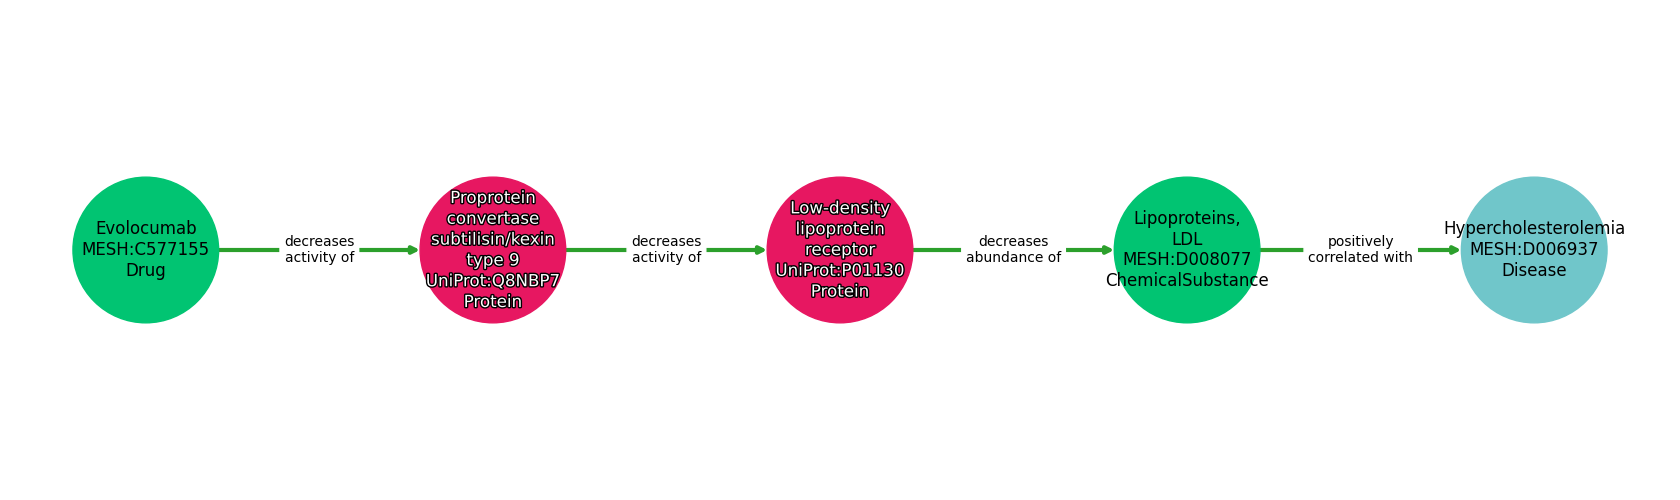 Evolocumab
MESH:C577155
Drug
decreases
activity of
Proprotein
convertase
subtilisin/kexin
type 9
UniProt:Q8NBP7
Protein
decreases
activity of
Low-density
lipoprotein
receptor
UniProt:P01130
Protein
decreases
abundance of
Lipoproteins,
LDL
MESH:D008077
ChemicalSubstance
positively
correlated with
Hypercholesterolemia
MESH:D006937
Disease